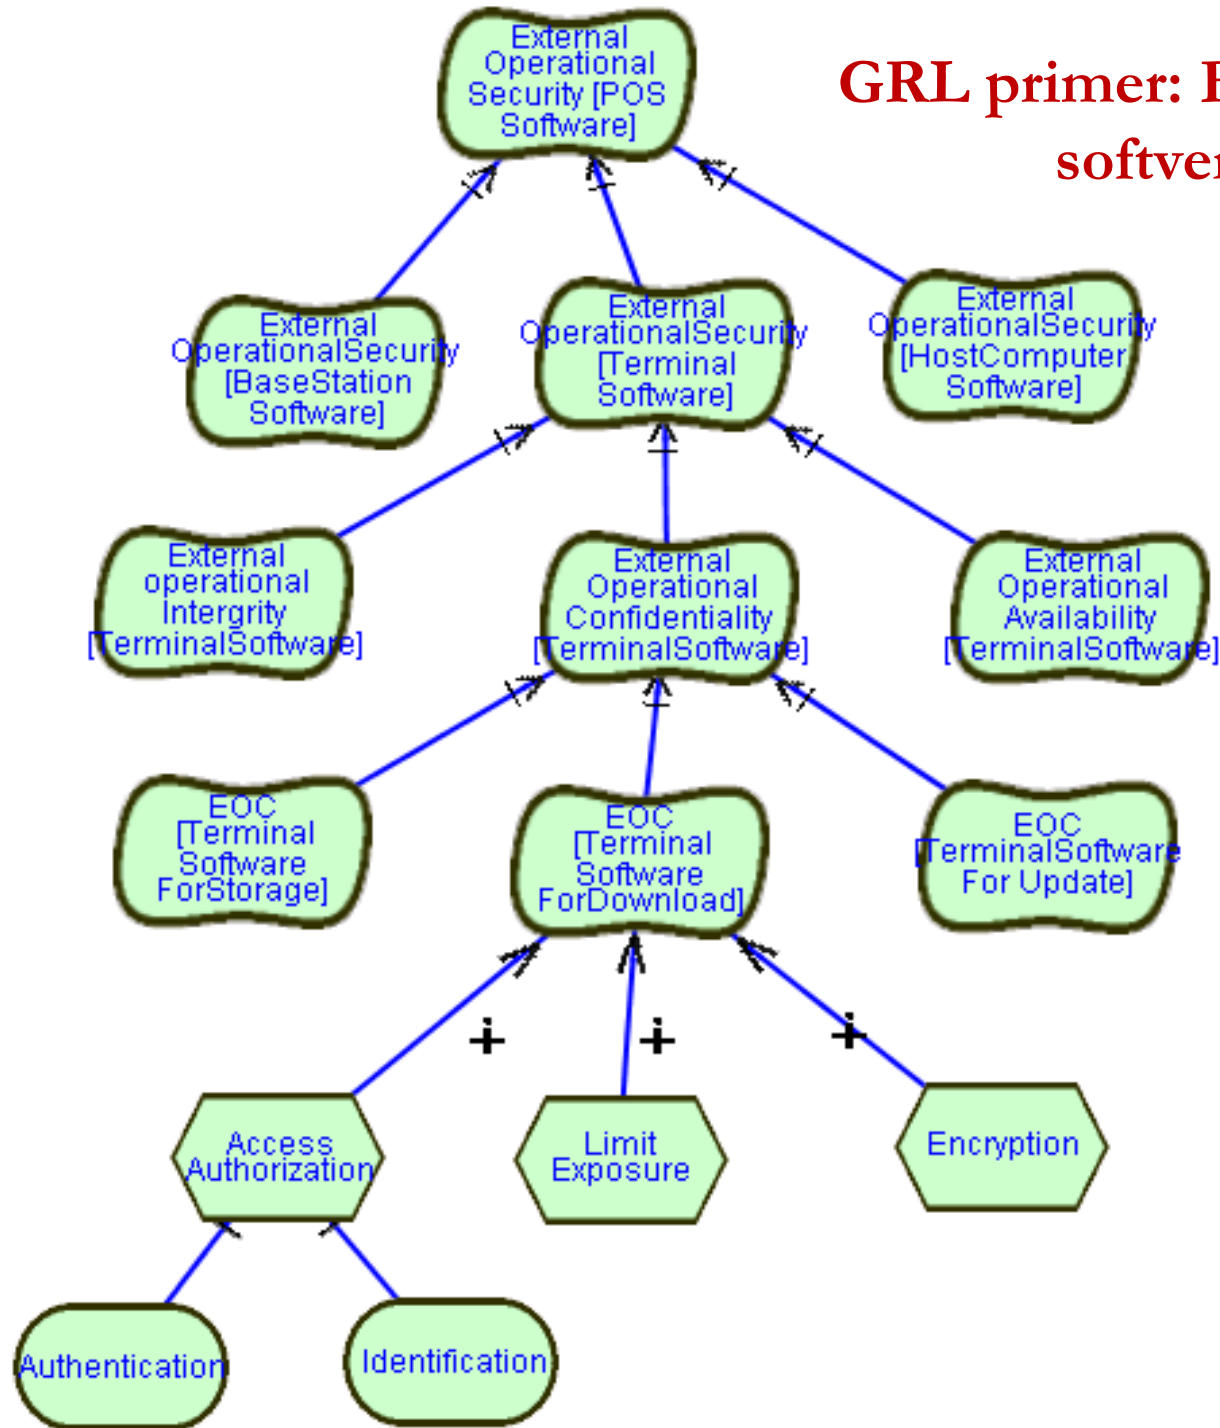 External
Operational
Security [POS
Software]
GRL primer:
softver
External
OperationalSecurity
[BaseStation
Software]
External
OperationalSecurity
[Terminal
Software]
External
OperationalSecurity
[HostComputer
Software]
External
operational
Intergrity
[TerminalSoftware]
External
Operational
Confidentiality
[TerminalSoftware]
External
Operational
Availability
[TerminalSoftware]
EOC
[Terminal
Software
ForStorage]
EOC
[Terminal
Software
ForDownload]
EOC
[TerminalSoftware
For Update]
+
+
+
Access
Authorization
Limit
Exposure
Encryption
Authentication
Identification